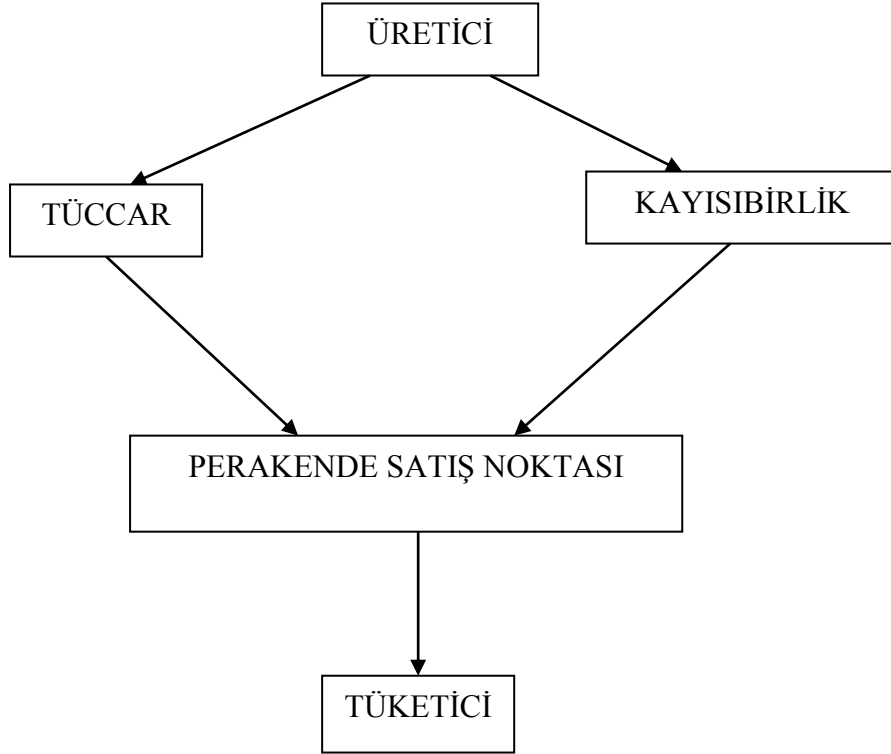 ÜRETİCİ
TÜCCAR
KAYISIBİRLİK
PERAKENDE SATIŞ NOKTASI
TÜKETİCİ